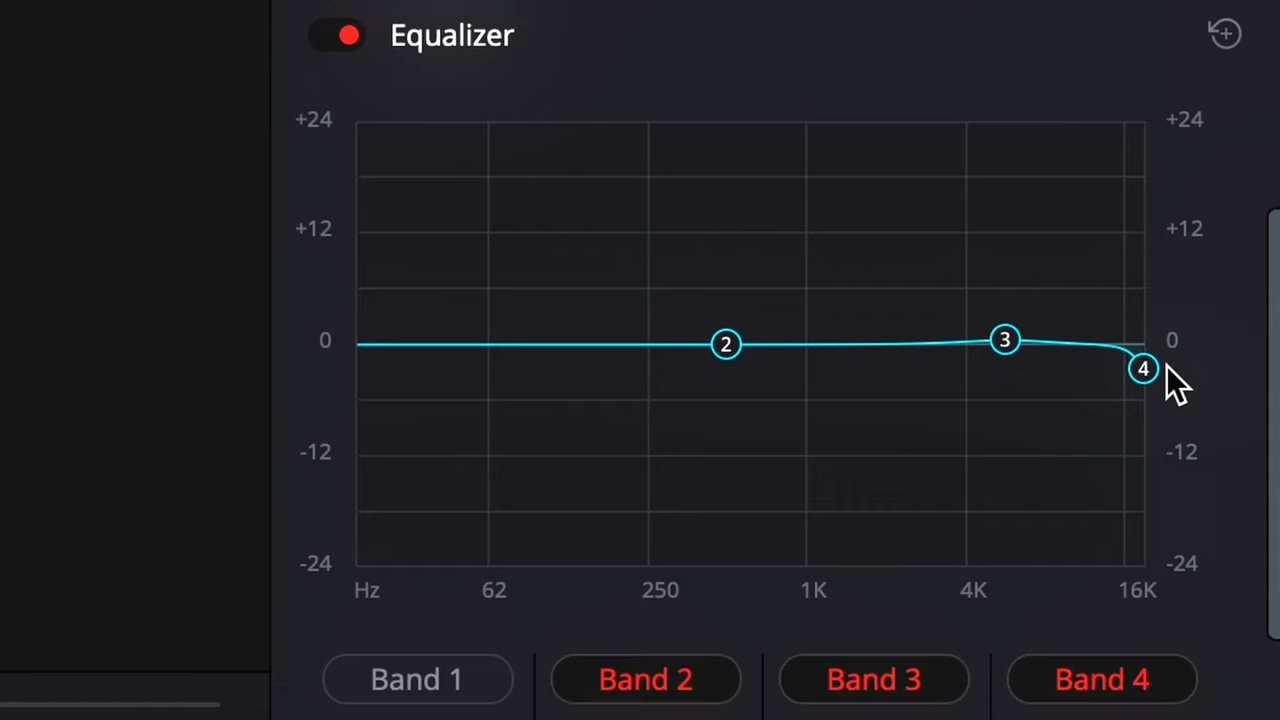 Equalizer
+24 +24
+12 +12
2 3
0 0
4
-12 -12
-24 -24
Hz 62 250 1K 4K 16K
Band 1 Band 2 Band 3 Band 4